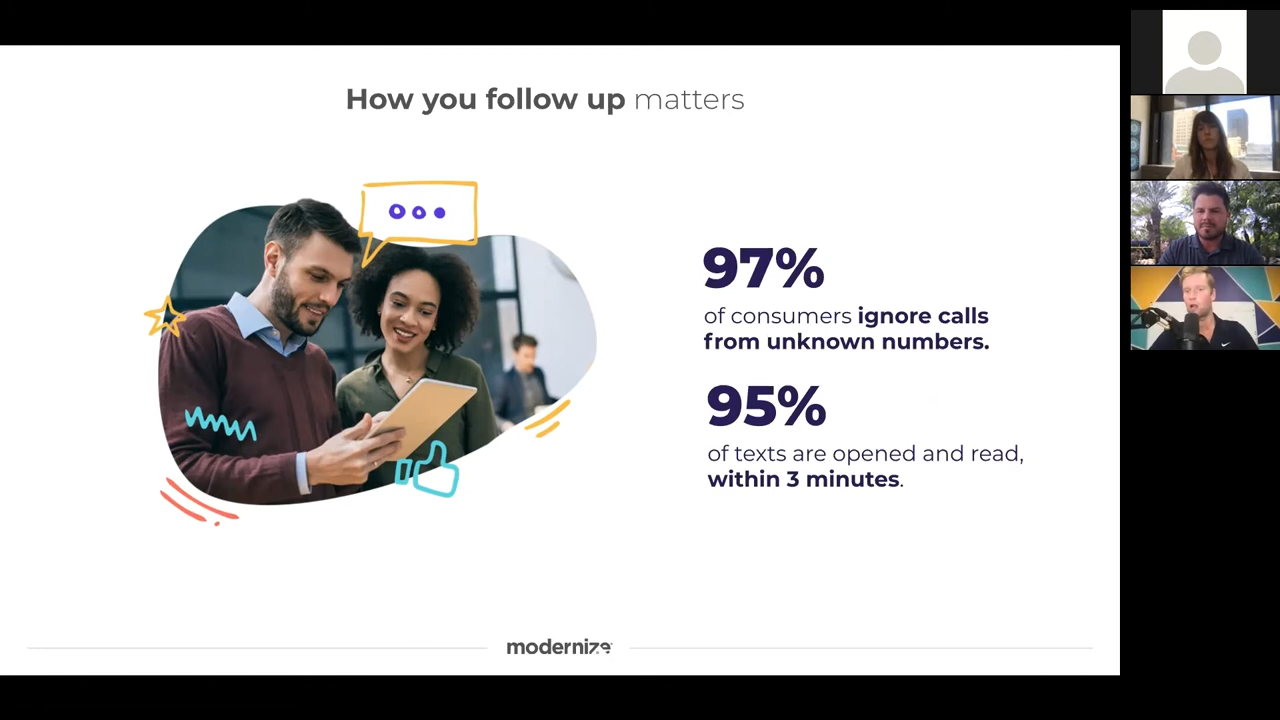 How you follow up matters
97%
of consumers ignore calls
from unknown numbers.
95%
of texts are opened and read,
within 3 minutes.
modernize